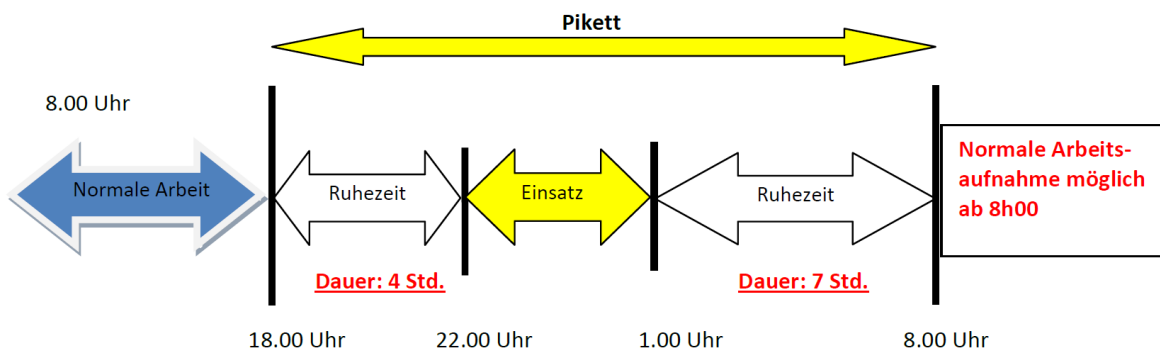 Pikett
8.00 Uhr
Normale Arbeit
Ruhezeit
Einsatz
Ruhezeit
Normale Arbeits-
aufnahme möglich
ab 8h00
Dauer: 4 Std.
Dauer: 7 Std.
18.00 Uhr
22.00 Uhr
1.00 Uhr
8.00 Uhr